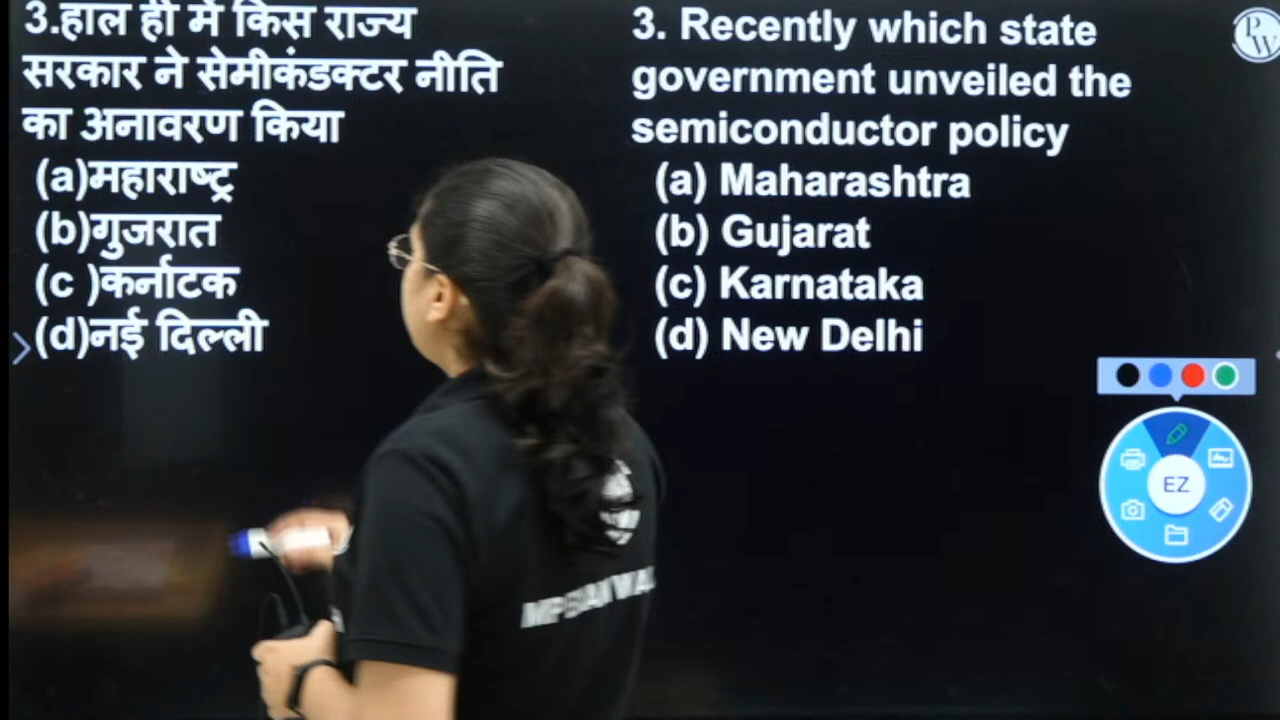 3.हाल ही में किस राज्य
सरकार ने सेमीकंडक्टर नीति
का अनावरण किया
(a)महाराष्ट्र
(b)गुजरात
(c )कर्नाटक
(d)नई दिल्ली
3. Recently which state
government unveiled the
semiconductor policy
(a) Maharashtra
(b) Gujarat
(c) Karnataka
(d) New Delhi
PW
EZ